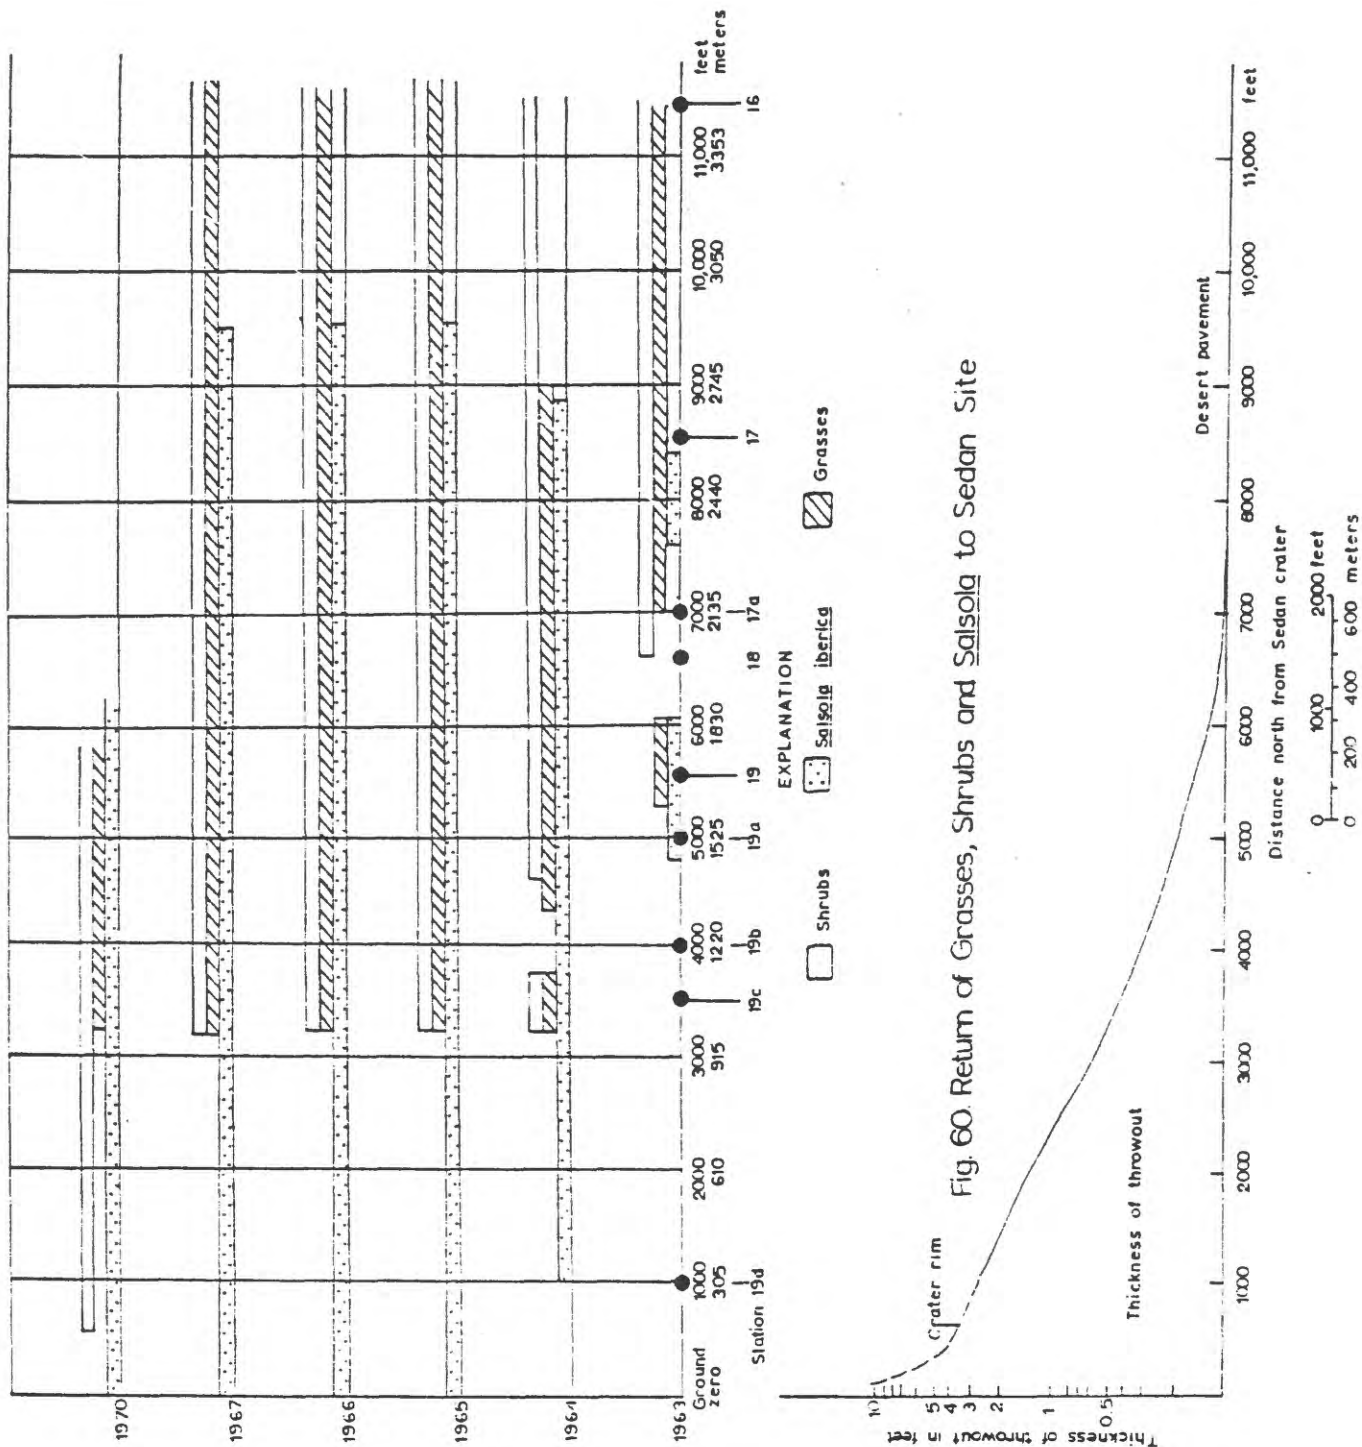 1970
1967
1966
1965
1964
1963
Ground zero
1000 2000 3000 4000 5000 6000 7000 8000 9000 10,000 11,000 feet
305 610 915 1220 1525 1830 2135 2440 2745 3050 3353 meters
Station 19d 19c 19b 19a 19 18 17a 17 16
EXPLANATION
Shrubs
Salsola iberica
Grasses
Fig. 60. Return of Grasses, Shrubs and Salsola to Sedan Site
Thickness of throwout in feet
10
5
4
3
2
1
0.5
Crater rim
Thickness of throwout
Desert pavement
1000 2000 3000 4000 5000 6000 7000 8000 9000 10,000 11,000 feet
Distance north from Sedan crater
0 1000 2000 feet
0 200 400 600 meters